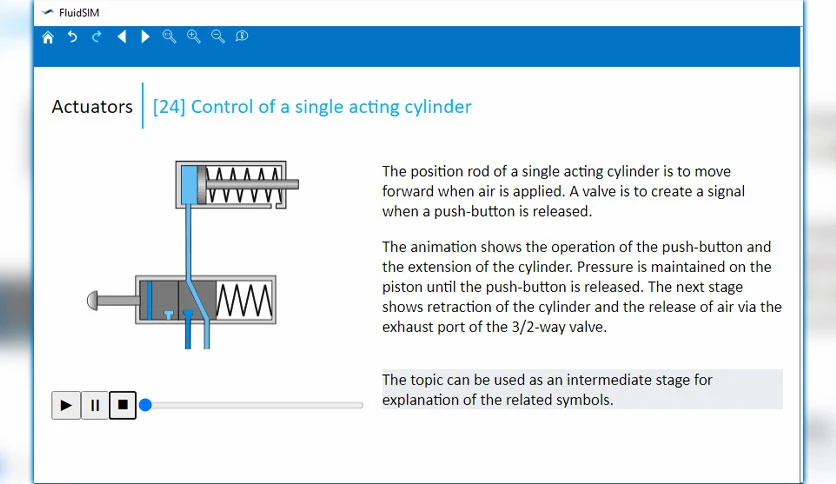 FluidSIM
Actuators
[24] Control of a single acting cylinder
The position rod of a single acting cylinder is to move
forward when air is applied. A valve is to create a signal
when a push-button is released.
The animation shows the operation of the push-button and
the extension of the cylinder. Pressure is maintained on the
piston until the push-button is released. The next stage
shows retraction of the cylinder and the release of air via the
exhaust port of the 3/2-way valve.
The topic can be used as an intermediate stage for
explanation of the related symbols.